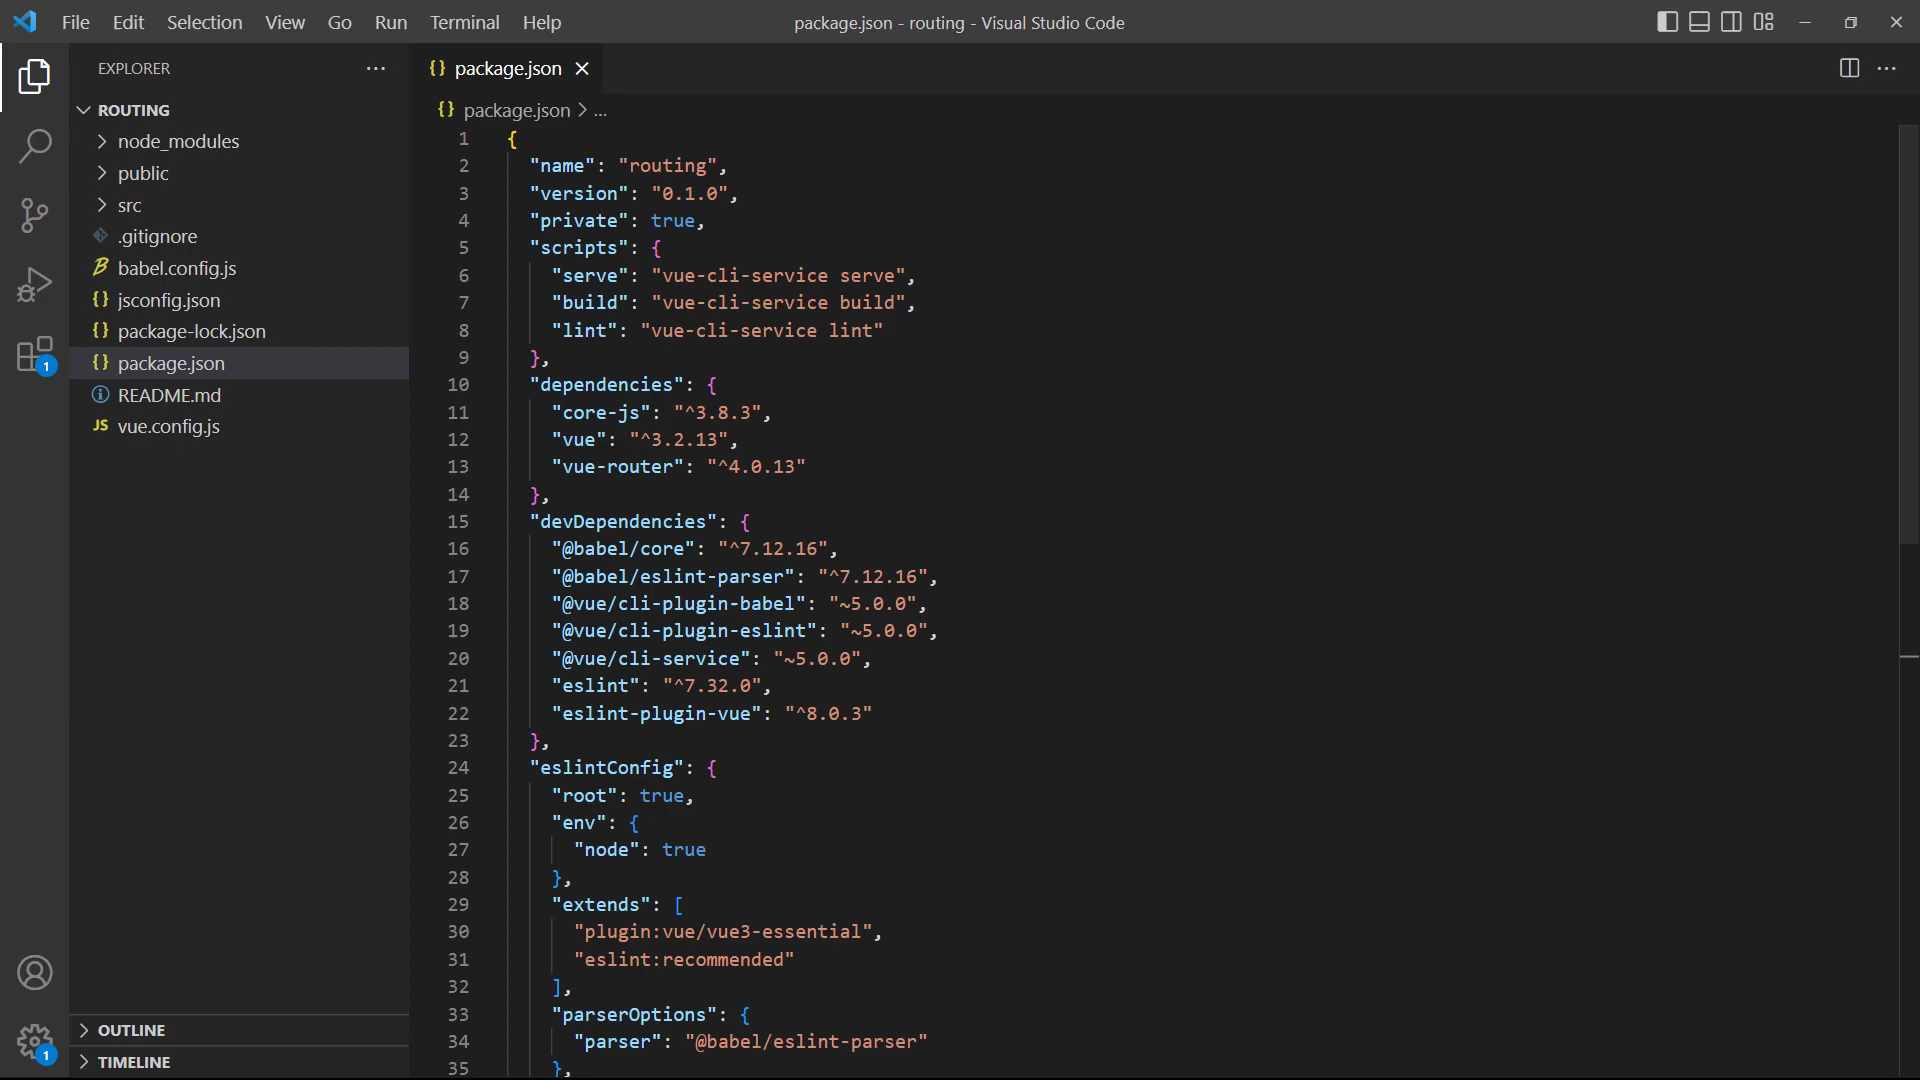 File Edit Selection View Go Run Terminal Help package.json - routing - Visual Studio Code
EXPLORER
ROUTING
node_modules
public
src
.gitignore
babel.config.js
jsconfig.json
package-lock.json
package.json
README.md
JS vue.config.js
OUTLINE
TIMELINE
1
1
{} package.json
{} package.json > ...
1 {
2 "name": "routing",
3 "version": "0.1.0",
4 "private": true,
5 "scripts": {
6 "serve": "vue-cli-service serve",
7 "build": "vue-cli-service build",
8 "lint": "vue-cli-service lint"
9 },
10 "dependencies": {
11 "core-js": "^3.8.3",
12 "vue": "^3.2.13",
13 "vue-router": "^4.0.13"
14 },
15 "devDependencies": {
16 "@babel/core": "^7.12.16",
17 "@babel/eslint-parser": "^7.12.16",
18 "@vue/cli-plugin-babel": "~5.0.0",
19 "@vue/cli-plugin-eslint": "~5.0.0",
20 "@vue/cli-service": "~5.0.0",
21 "eslint": "^7.32.0",
22 "eslint-plugin-vue": "^8.0.3"
23 },
24 "eslintConfig": {
25 "root": true,
26 "env": {
27 "node": true
28 },
29 "extends": [
30 "plugin:vue/vue3-essential",
31 "eslint:recommended"
32 ],
33 "parserOptions": {
34 "parser": "@babel/eslint-parser"
35 },